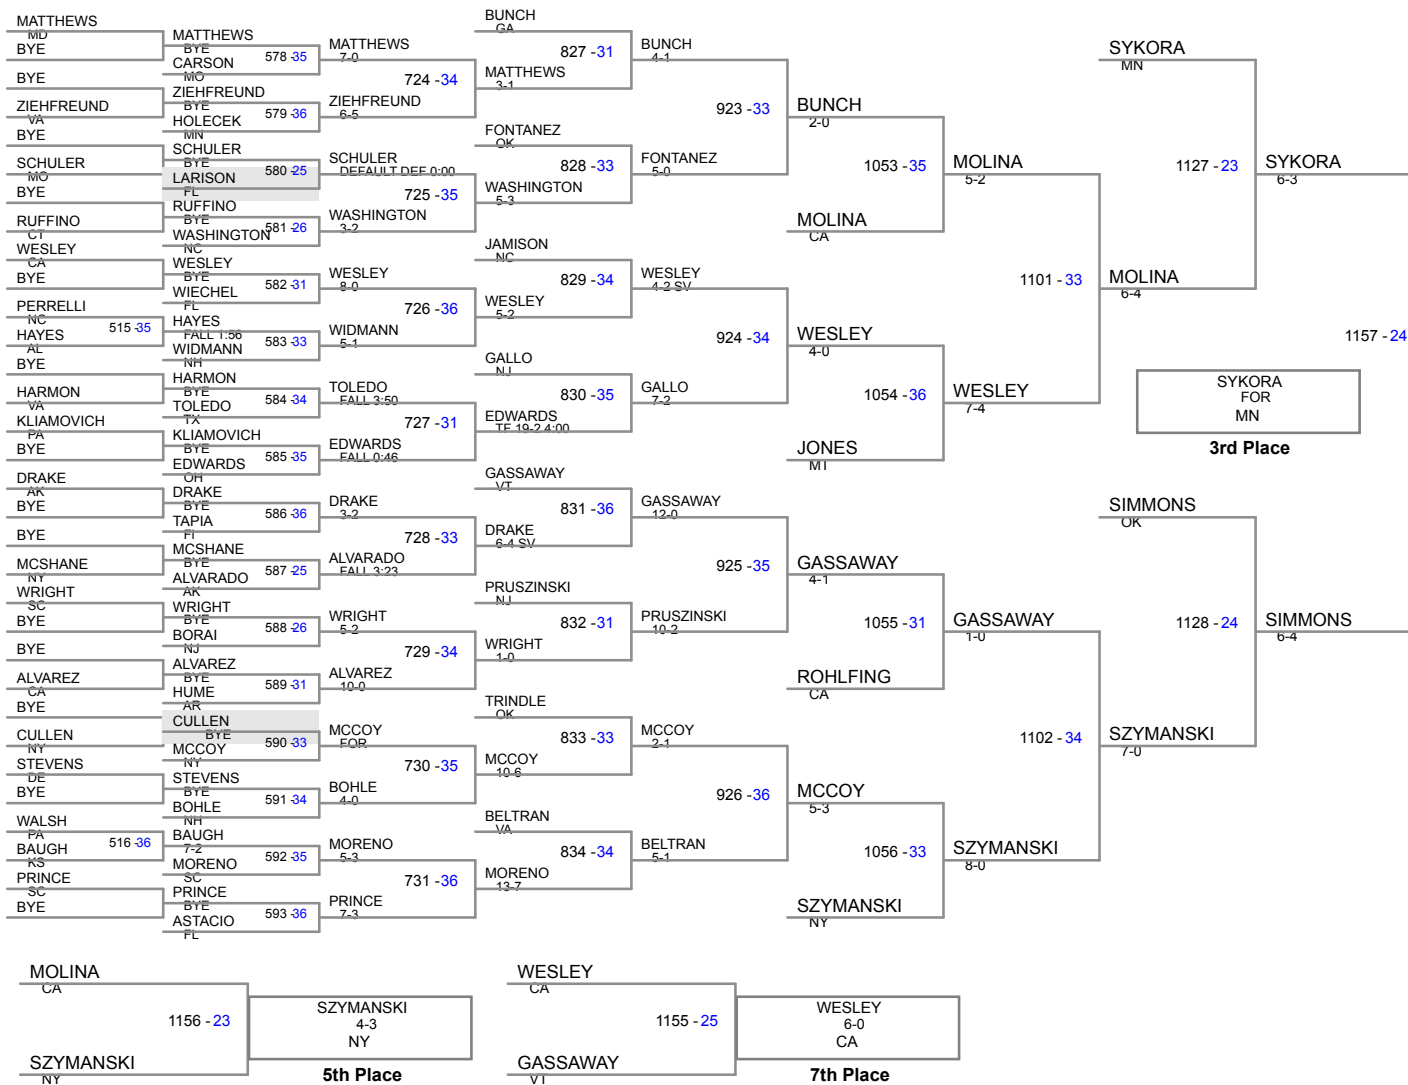 MATTHEWS
MD
BYE
BYE
ZIEHFREUND
VA
BYE
SCHULER
MO
BYE
RUFFINO
CT
WESLEY
CA
BYE
PERRELLI
NC
515 -35
HAYES
AL
BYE
HARMON
VA
KLIAMOVICH
PA
BYE
DRAKE
AK
BYE
BYE
MCSHANE
NY
WRIGHT
SC
BYE
BYE
ALVAREZ
CA
BYE
CULLEN
NY
STEVENS
DE
BYE
WALSH
PA
516 -36
BAUGH
KS
PRINCE
SC
BYE
MATTHEWS
BYE
578 -35
CARSON
MO
ZIEHFREUND
BYE
579 -36
HOLECEK
MN
SCHULER
BYE
580 -25
LARISON
FL
RUFFINO
BYE
581 -26
WASHINGTON
NC
WESLEY
BYE
582 -31
WIECHEL
FL
HAYES
FALL 1:56
583 -33
WIDMANN
NH
HARMON
BYE
584 -34
TOLEDO
TX
KLIAMOVICH
BYE
585 -35
EDWARDS
OH
DRAKE
BYE
586 -36
TAPIA
FL
MCSHANE
BYE
587 -25
ALVARADO
AK
WRIGHT
BYE
588 -26
BORAI
NJ
ALVAREZ
BYE
589 -31
HUME
AR
CULLEN
BYE
590 -33
MCCOY
NY
STEVENS
BYE
591 -34
BOHLE
NH
BAUGH
7-2
592 -35
MORENO
SC
PRINCE
BYE
593 -36
ASTACIO
FL
MATTHEWS
7-0
724 -34
ZIEHFREUND
6-5
SCHULER
DEFAULT DEF 0:00
725 -35
WASHINGTON
3-2
WESLEY
8-0
726 -36
WIDMANN
5-1
TOLEDO
FALL 3:50
727 -31
EDWARDS
FALL 0:46
DRAKE
3-2
728 -33
ALVARADO
FALL 3:23
WRIGHT
5-2
729 -34
ALVAREZ
10-0
MCCOY
FOR
730 -35
BOHLE
4-0
MORENO
5-3
731 -36
PRINCE
7-3
BUNCH
GA
827 -31
MATTHEWS
3-1
FONTANEZ
OK
828 -33
WASHINGTON
5-3
JAMISON
NC
829 -34
WESLEY
5-2
GALLO
NJ
830 -35
EDWARDS
TF 19-2 4:00
GASSAWAY
VT
831 -36
DRAKE
6-4 SV
PRUSZINSKI
NJ
832 -31
WRIGHT
1-0
TRINDLE
OK
833 -33
MCCOY
10-6
BELTRAN
VA
834 -34
MORENO
13-7
BUNCH
4-1
923 -33
FONTANEZ
5-0
WESLEY
4-2 SV
924 -34
GALLO
7-2
GASSAWAY
12-0
925 -35
PRUSZINSKI
10-2
MCCOY
2-1
926 -36
BELTRAN
5-1
BUNCH
2-0
1053 -35
MOLINA
CA
WESLEY
4-0
1054 -36
JONES
MT
GASSAWAY
4-1
1055 -31
ROHLFING
CA
MCCOY
5-3
1056 -33
SZYMANSKI
NY
MOLINA
5-2
1101 -33
WESLEY
7-4
GASSAWAY
1-0
1102 -34
SZYMANSKI
8-0
SYKORA
MN
1127 -23
MOLINA
6-4
SIMMONS
OK
1128 -24
SZYMANSKI
7-0
SYKORA
6-3
1157 -24
SIMMONS
6-4
SYKORA
FOR
MN
3rd Place
MOLINA
CA
1156 -23
SZYMANSKI
NY
SZYMANSKI
4-3
NY
5th Place
WESLEY
CA
1155 -25
GASSAWAY
VT
WESLEY
6-0
CA
7th Place